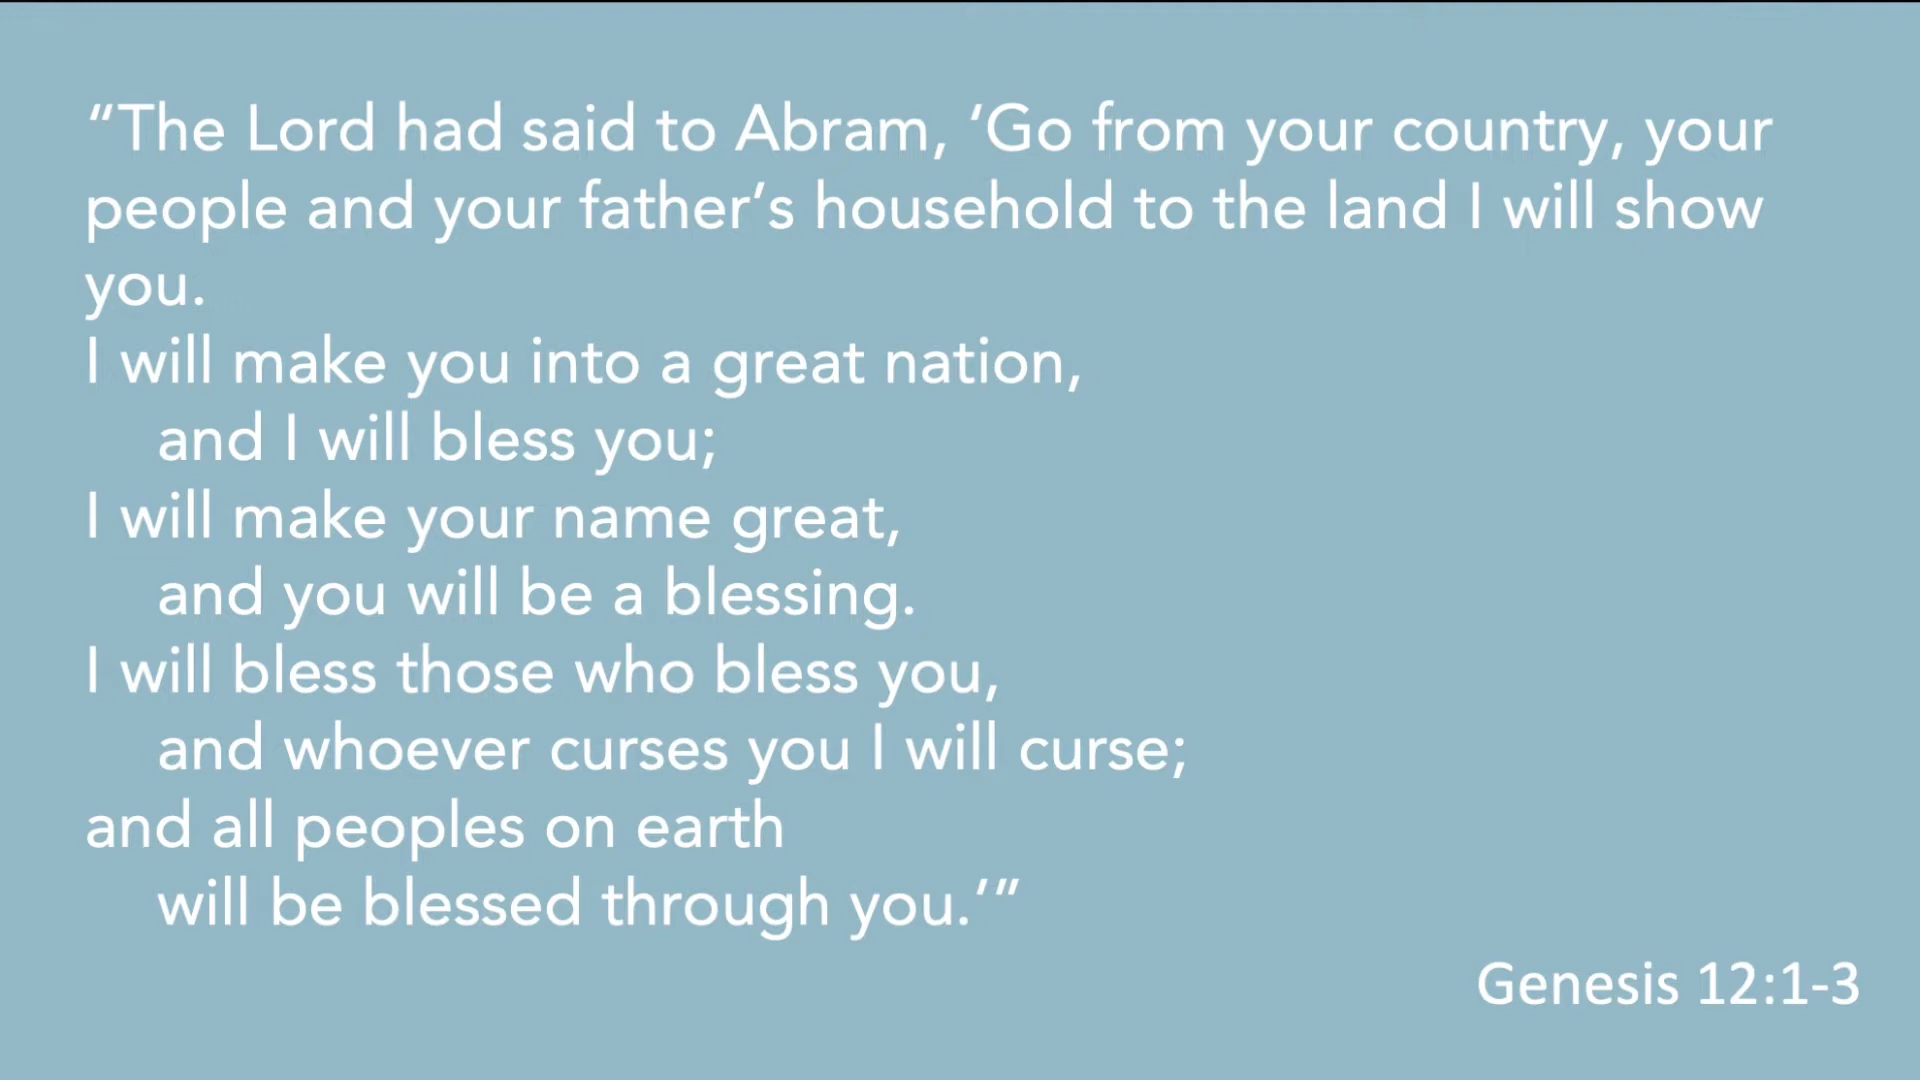 “The Lord had said to Abram, ‘Go from your country, your
people and your father’s household to the land I will show
you.
I will make you into a great nation,
and I will bless you;
I will make your name great,
and you will be a blessing.
I will bless those who bless you,
and whoever curses you I will curse;
and all peoples on earth
will be blessed through you.’”
Genesis 12:1-3